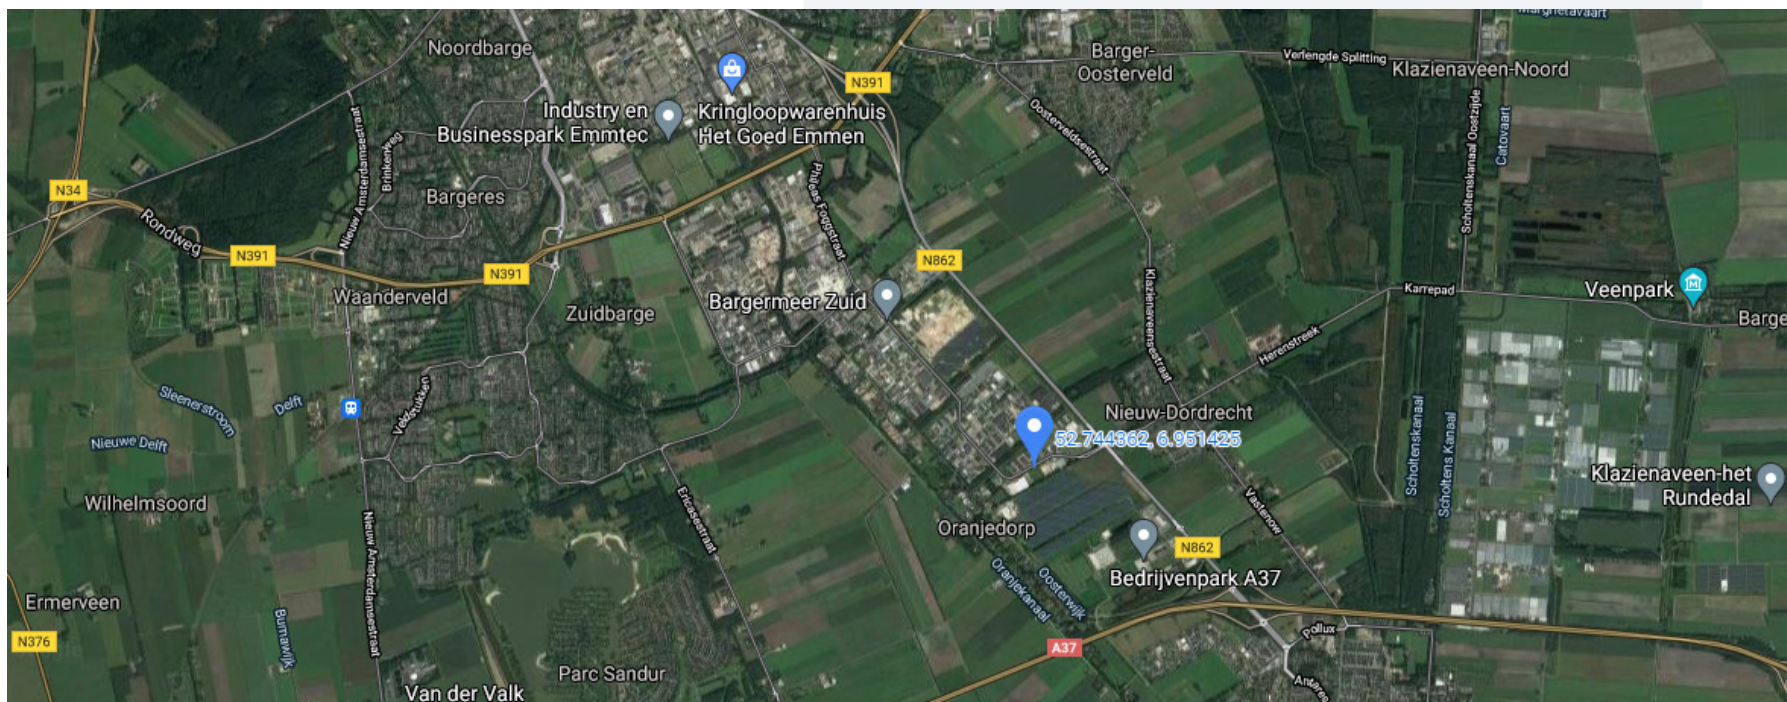 Margrietavaart
Noordbarge
Barger-
Oosterveld
Verlengde Splitting
Klazienaveen-Noord
N391
Industry en
Businesspark Emmtec
Kringloopwarenhuis
Het Goed Emmen
Oosterveldsestraat
Scholtenskanaal Oostzijde
Catovaart
Nieuw Amsterdamsestraat
Brinkenweg
N34
Bargeres
Phileas Foggstraat
Rondweg
N391
N391
N862
Waanderveld
Zuidbarge
Bargermeer Zuid
Klazienaveensestraat
Karrepad
Veenpark
Barge
Herenstreek
Sleenerstroom
Delft
Veldstukken
Nieuwe Delft
Nieuw-Dordrecht
52.744362, 6.951425
Scholtenskanaal
Scholtens Kanaal
Klazienaveen-het
Rundedal
Wilhelmsoord
Nieuw Amsterdamsestraat
Ericasestraat
Oranjedorp
Vastenow
N862
Oranjekanaal
Oosterwijk
Bedrijvenpark A37
Ermerveen
N376
Bumawijk
A37
Pollux
Parc Sandur
Van der Valk
Antares